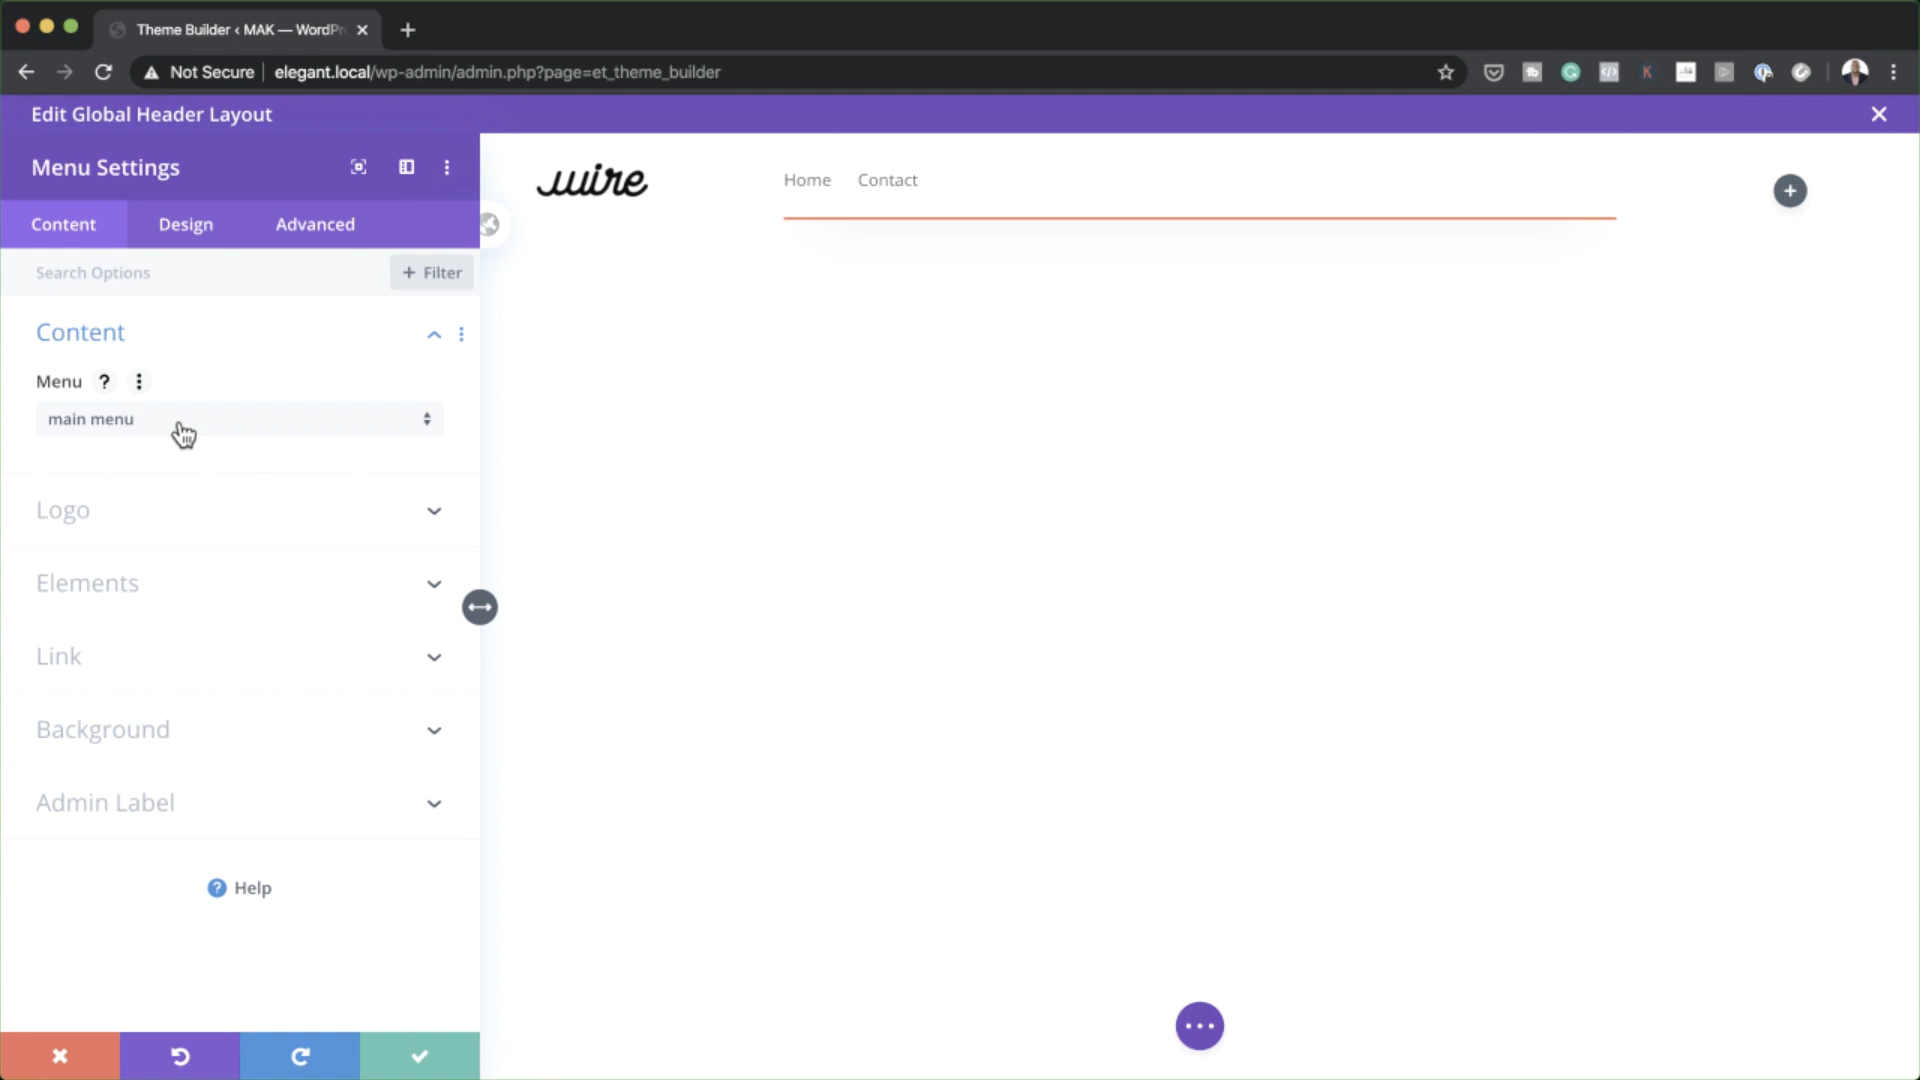 Theme Builder ‹ MAK — WordPr
Not Secure
elegant.local/wp-admin/admin.php?page=et_theme_builder
Edit Global Header Layout
Menu Settings
Content Design Advanced
Search Options
+ Filter
Content
Menu ?
main menu
Logo
Elements
Link
Background
Admin Label
? Help
wire
Home Contact